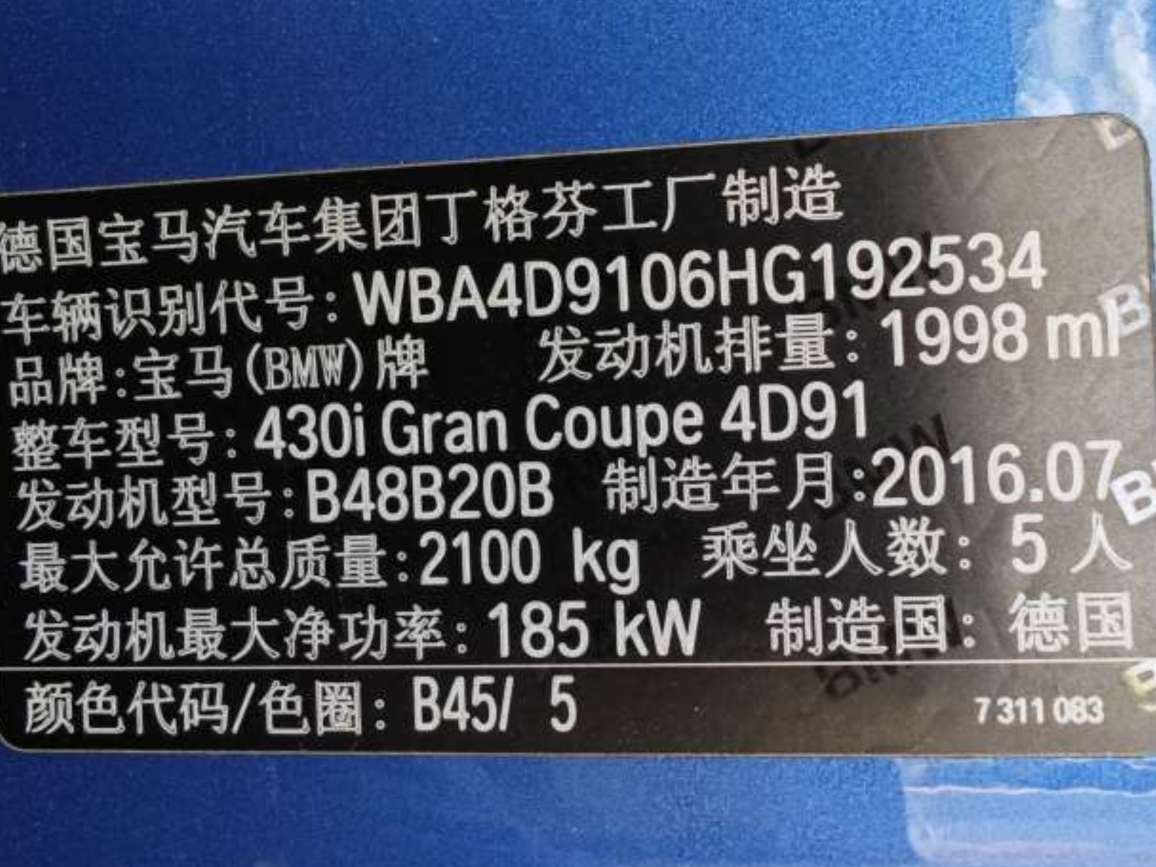 德国宝马汽车集团丁格芬工厂制造
车辆识别代号:WBA4D9106HG192534
品牌:宝马(BMW)牌 发动机排量:1998 ml
整车型号:430i Gran Coupe 4D91
发动机型号:B48B20B 制造年月:2016.07
最大允许总质量:2100 kg 乘坐人数:5人
发动机最大净功率:185 kW 制造国:德国
颜色代码/色圈:B45/ 5 7 311 083